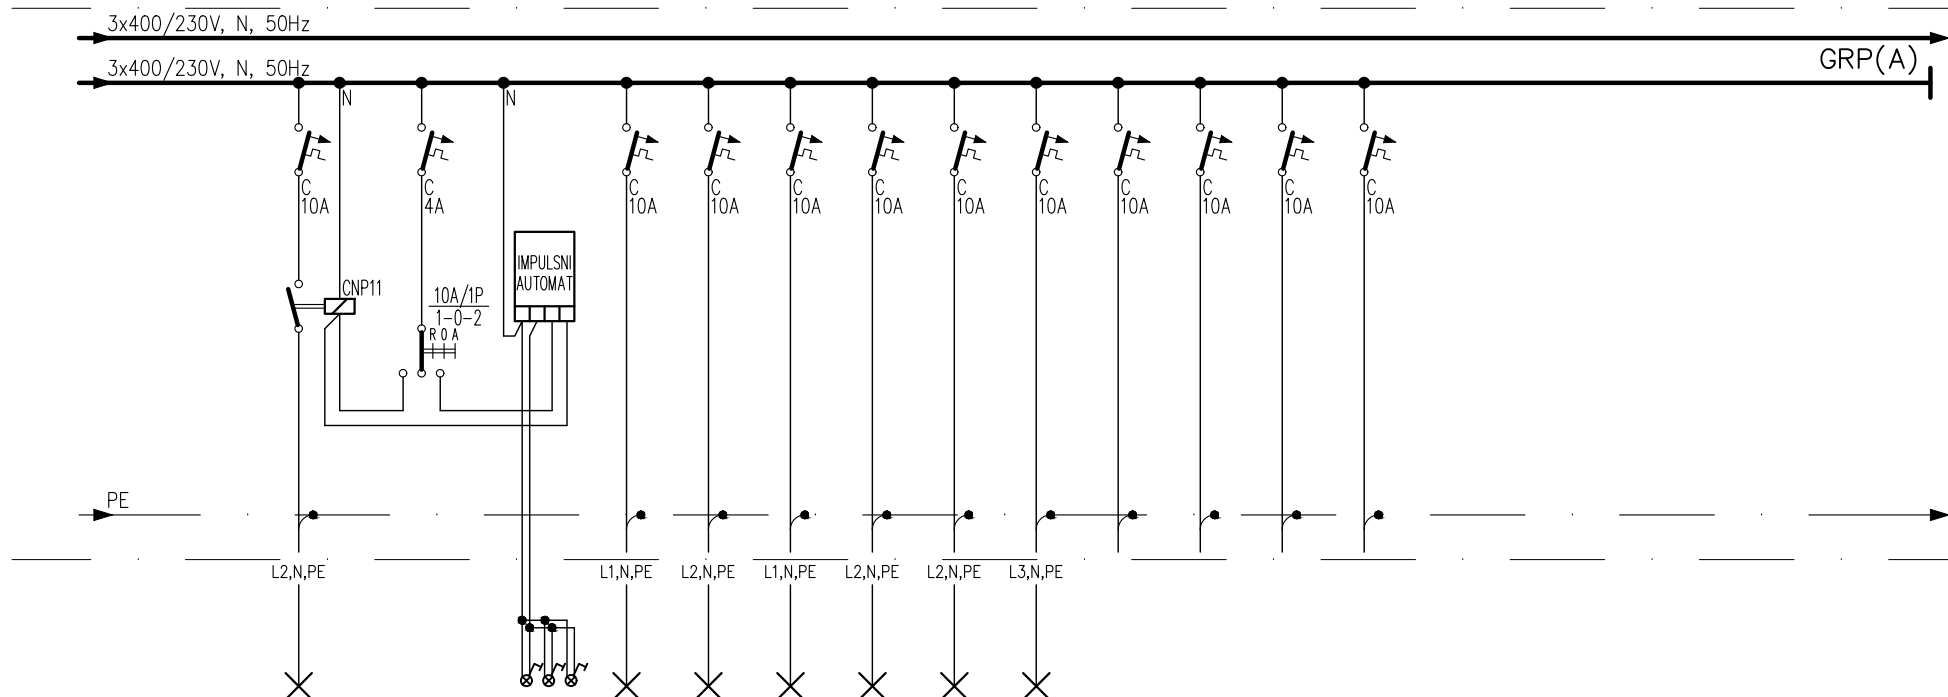 3x400/230V, N, 50Hz
3x400/230V, N, 50Hz
GRP(A)
N
N
C
10A
C
4A
C
10A
C
10A
C
10A
C
10A
C
10A
C
10A
C
10A
C
10A
C
10A
C
10A
IMPULSNI
AUTOMAT
CNP11
10A/1P
1-0-2
R 0 A
PE
L2,N,PE
L1,N,PE
L2,N,PE
L1,N,PE
L2,N,PE
L2,N,PE
L3,N,PE